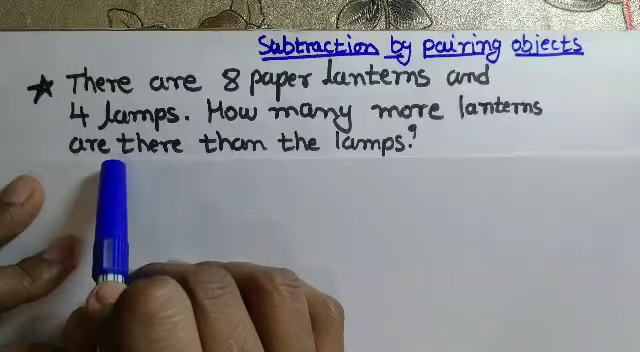 Subtraction by pairing objects
★ There are 8 paper lanterns and
4 lamps. How many more lanterns
are there than the lamps?